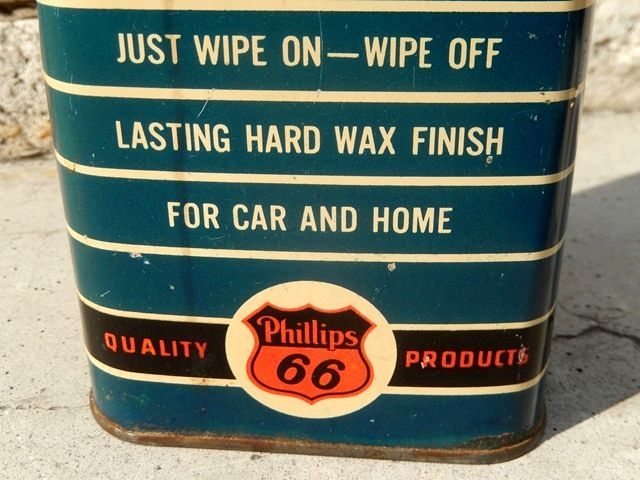 JUST WIPE ON—WIPE OFF
LASTING HARD WAX FINISH
FOR CAR AND HOME
QUALITY Phillips 66 PRODUCTS